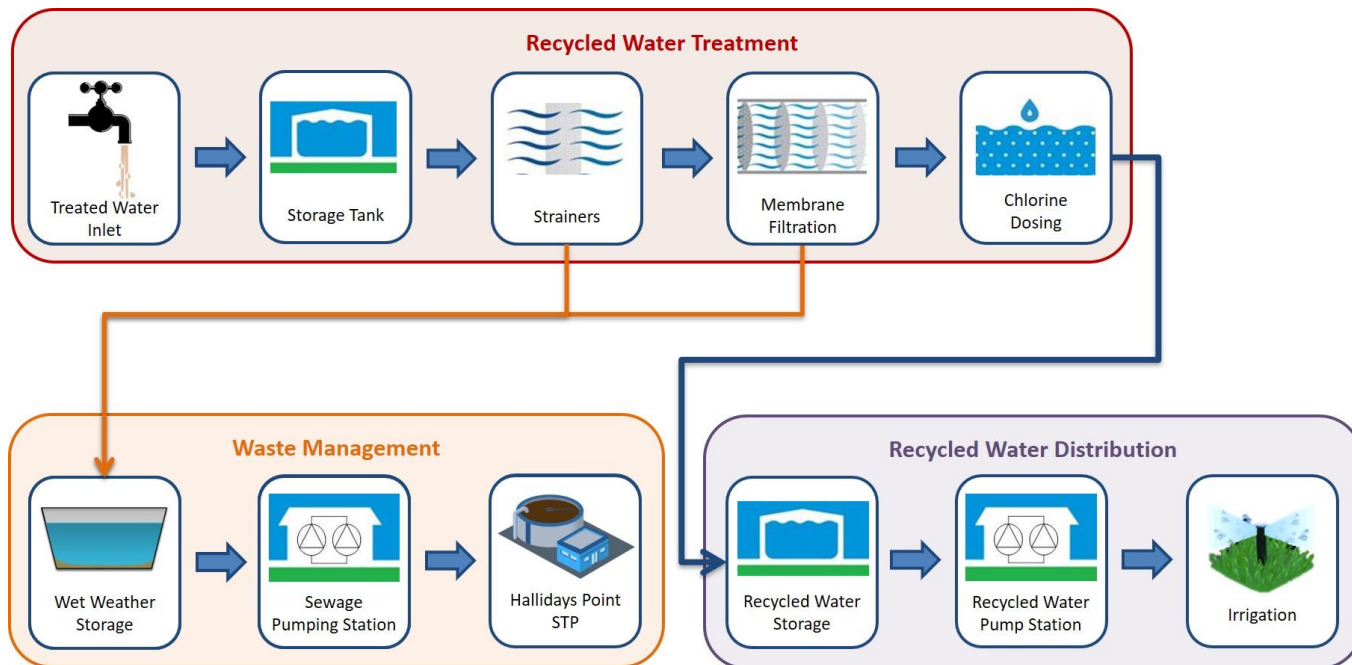 Recycled Water Treatment
Treated Water
Inlet
Storage Tank
Strainers
Membrane
Filtration
Chlorine
Dosing
Waste Management
Wet Weather
Storage
Sewage
Pumping Station
Hallidays Point
STP
Recycled Water Distribution
Recycled Water
Storage
Recycled Water
Pump Station
Irrigation